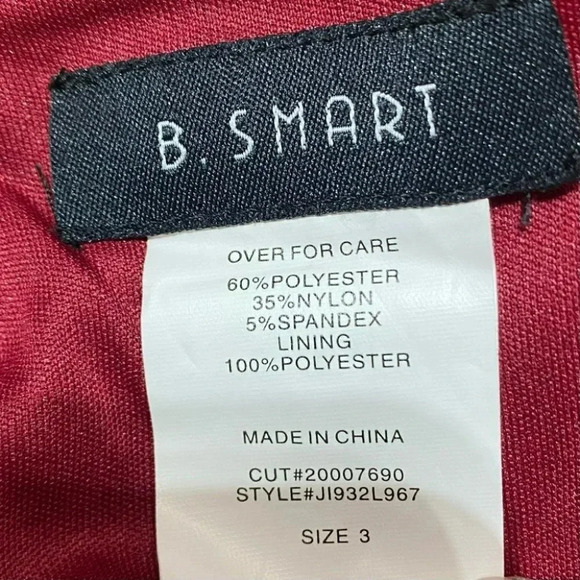 B. SMART
OVER FOR CARE
60%POLYESTER
35%NYLON
5%SPANDEX
LINING
100%POLYESTER
MADE IN CHINA
CUT#20007690
STYLE#JI932L967
SIZE 3